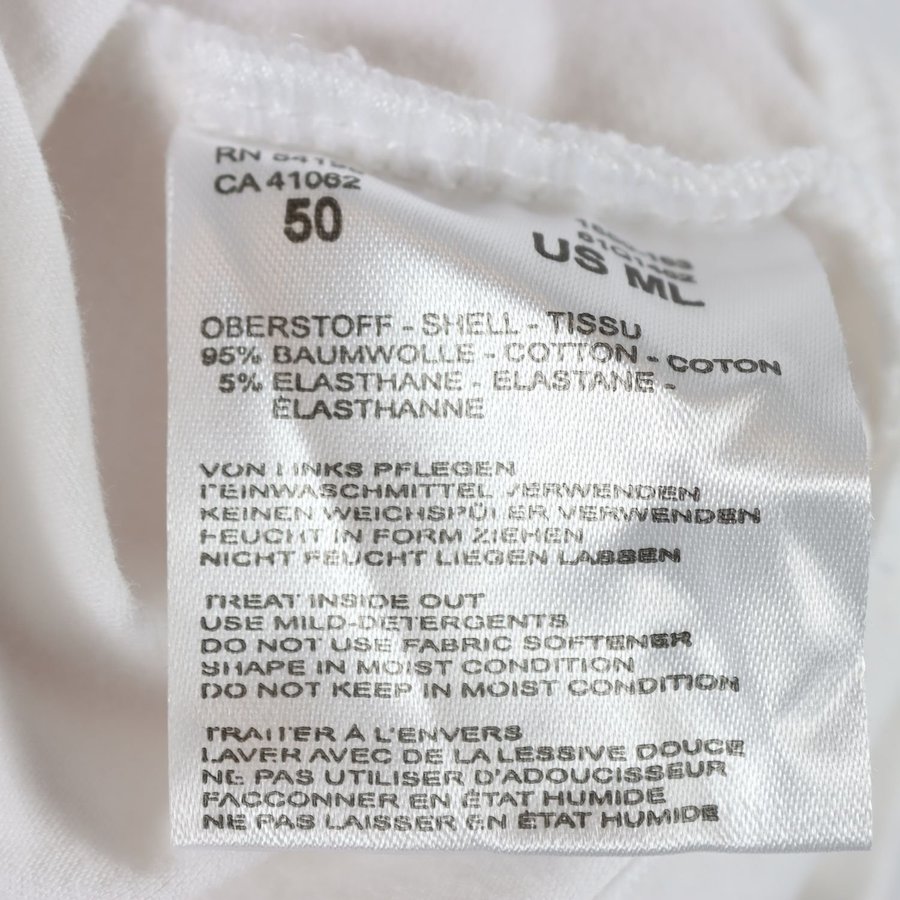 RN
CA 41062
50
US ML
OBERSTOFF - SHELL - TISSU
95% BAUMWOLLE - COTTON - COTON
5% ELASTHANE - ELASTANE -
ÉLASTHANNE
VON LINKS PFLEGEN
FEINWASCHMITTEL VERWENDEN
KEINEN WEICHSPÜLER VERWENDEN
FEUCHT IN FORM ZIEHEN
NICHT FEUCHT LIEGEN LASSEN
TREAT INSIDE OUT
USE MILD-DETERGENTS
DO NOT USE FABRIC SOFTENER
SHAPE IN MOIST CONDITION
DO NOT KEEP IN MOIST CONDITION
TRAITER À L'ENVERS
LAVER AVEC DE LA LESSIVE DOUCE
NE PAS UTILISER D'ADOUCISSEUR
FACCONNER EN ÉTAT HUMIDE
NE PAS LAISSER EN ÉTAT HUMIDE